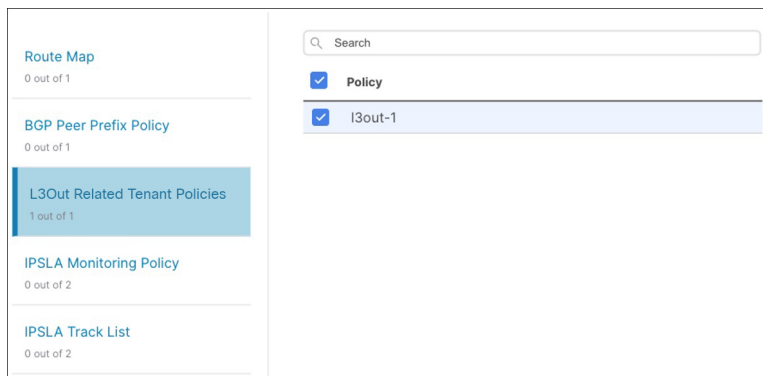 Route Map
0 out of 1
BGP Peer Prefix Policy
0 out of 1
L3Out Related Tenant Policies
1 out of 1
IPSLA Monitoring Policy
0 out of 2
IPSLA Track List
0 out of 2
Search
Policy
l3out-1